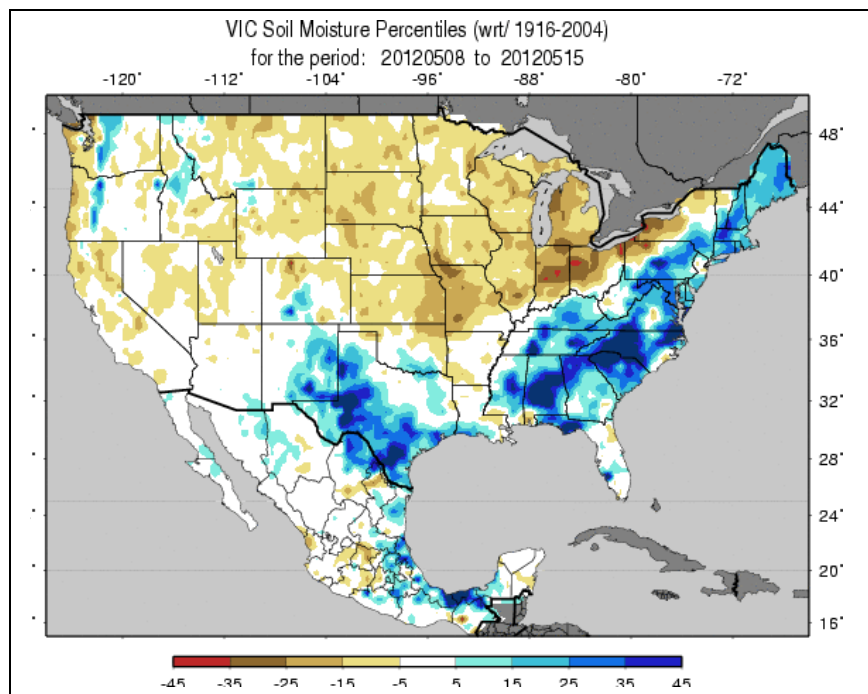 VIC Soil Moisture Percentiles (wrt/ 1916-2004)
for the period: 20120508 to 20120515
-120° -112° -104° -96° -88° -80° -72°
48°
44°
40°
36°
32°
28°
24°
20°
16°
-45 -35 -25 -15 -5 5 15 25 35 45